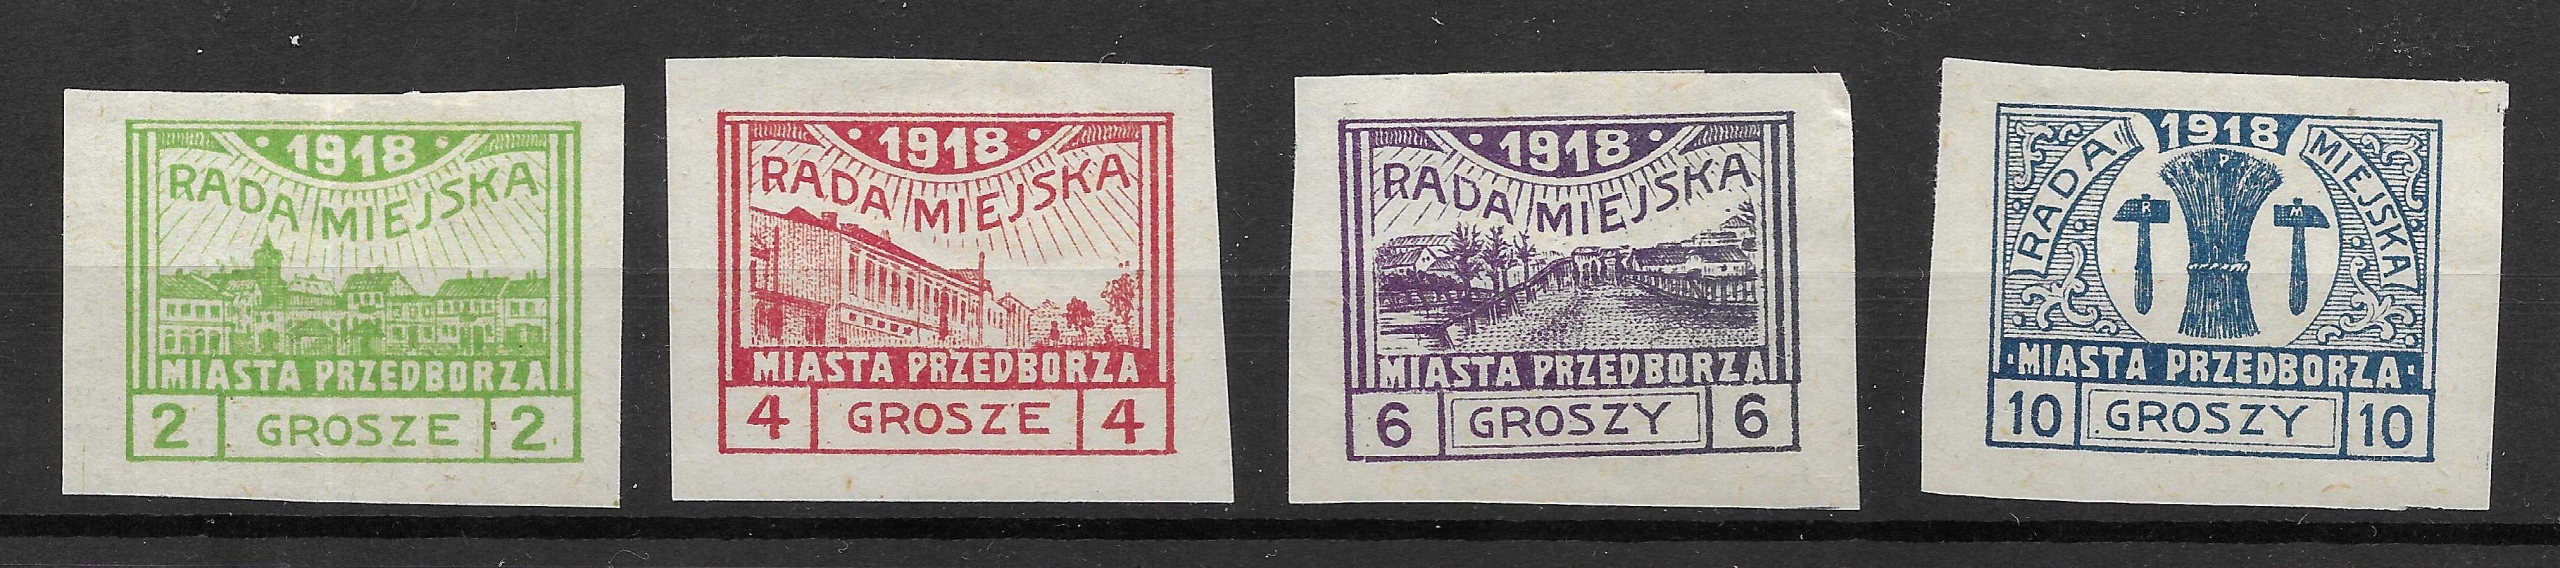 1918
RADA MIEJSKA
MIASTA PRZEDBORZA
2 GROSZE 2
1918
RADA MIEJSKA
MIASTA PRZEDBORZA
4 GROSZE 4
1918
RADA MIEJSKA
MIASTA PRZEDBORZA
6 GROSZY 6
1918
RADA MIEJSKA
P
R M
MIASTA PRZEDBORZA
10 GROSZY 10